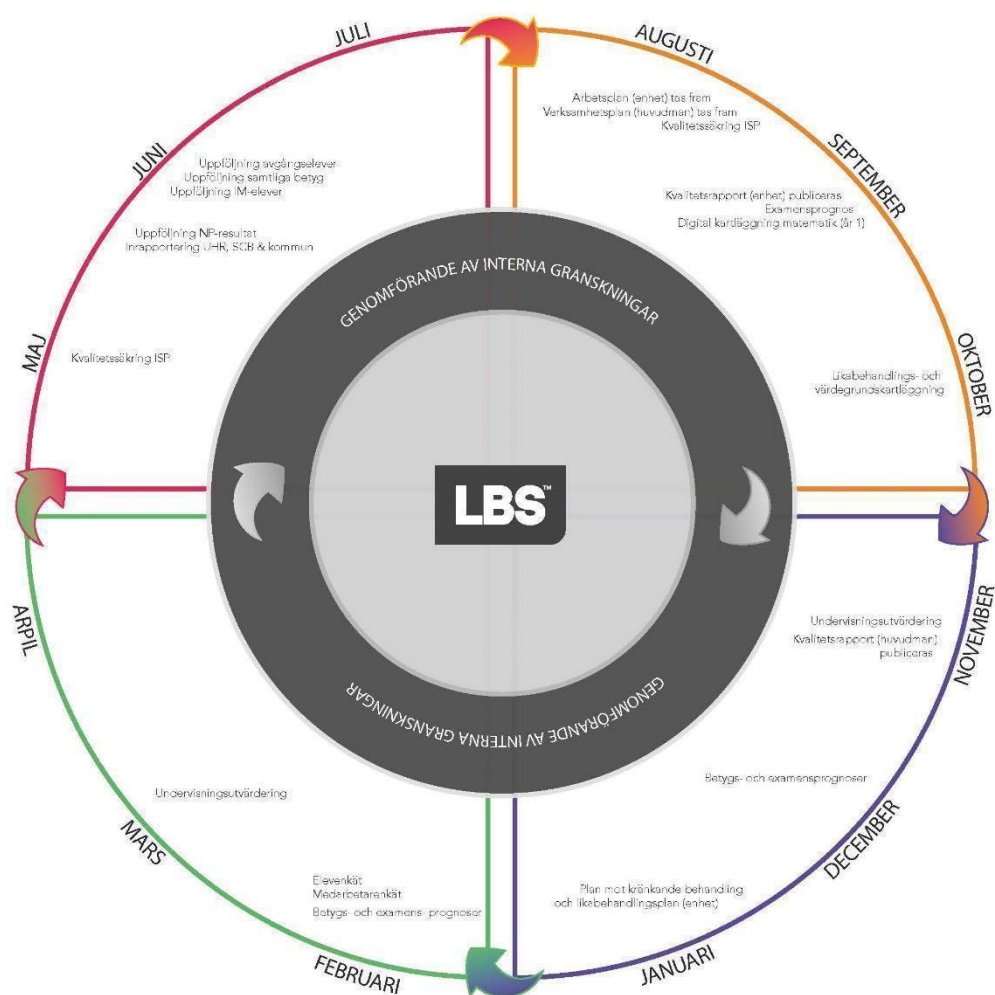 JULI
AUGUSTI
Arbetsplan (enhet) tas fram
Verksamhetsplan (huvudman) tas fram
Kvalitetssäkring ISP
SEPTEMBER
Kvalitetsrapport (enhet) publiceras
Examensprognos
Digital kartläggning matematik (år 1)
OKTOBER
Likabehandlings- och
värdegrundskartläggning
NOVEMBER
Undervisningsutvärdering
Kvalitetsrapport (huvudman)
publiceras
DECEMBER
Betygs- och examensprognoser
JANUARI
Plan mot kränkande behandling
och likabehandlingsplan (enhet)
FEBRUARI
Elevenkät
Medarbetarenkät
Betygs- och examens- prognoser
MARS
Undervisningsutvärdering
ARPIL
MAJ
Kvalitetssäkring ISP
JUNI
Uppföljning avgångselever
Uppföljning samtliga betyg
Uppföljning IM-elever
Uppföljning NP-resultat
Inrapportering UHR, SCB & kommun
GENOMFÖRANDE AV INTERNA GRANSKNINGAR
LBS™
GENOMFÖRANDE AV INTERNA GRANSKNINGAR